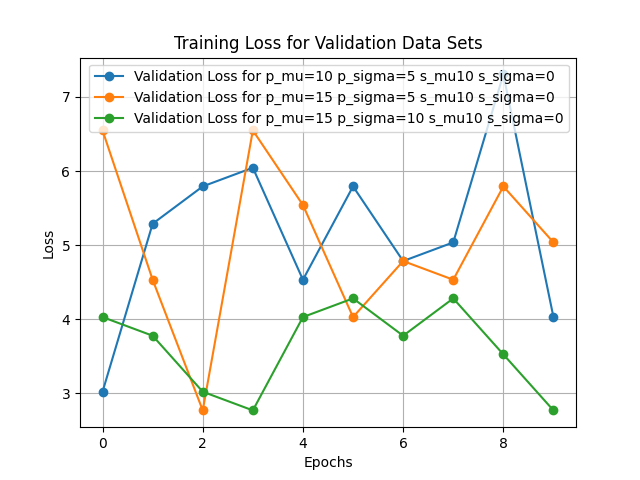 Training Loss for Validation Data Sets
Validation Loss for p_mu=10 p_sigma=5 s_mu10 s_sigma=0
Validation Loss for p_mu=15 p_sigma=5 s_mu10 s_sigma=0
Validation Loss for p_mu=15 p_sigma=10 s_mu10 s_sigma=0
7
6
5
4
3
Loss
0 2 4 6 8
Epochs